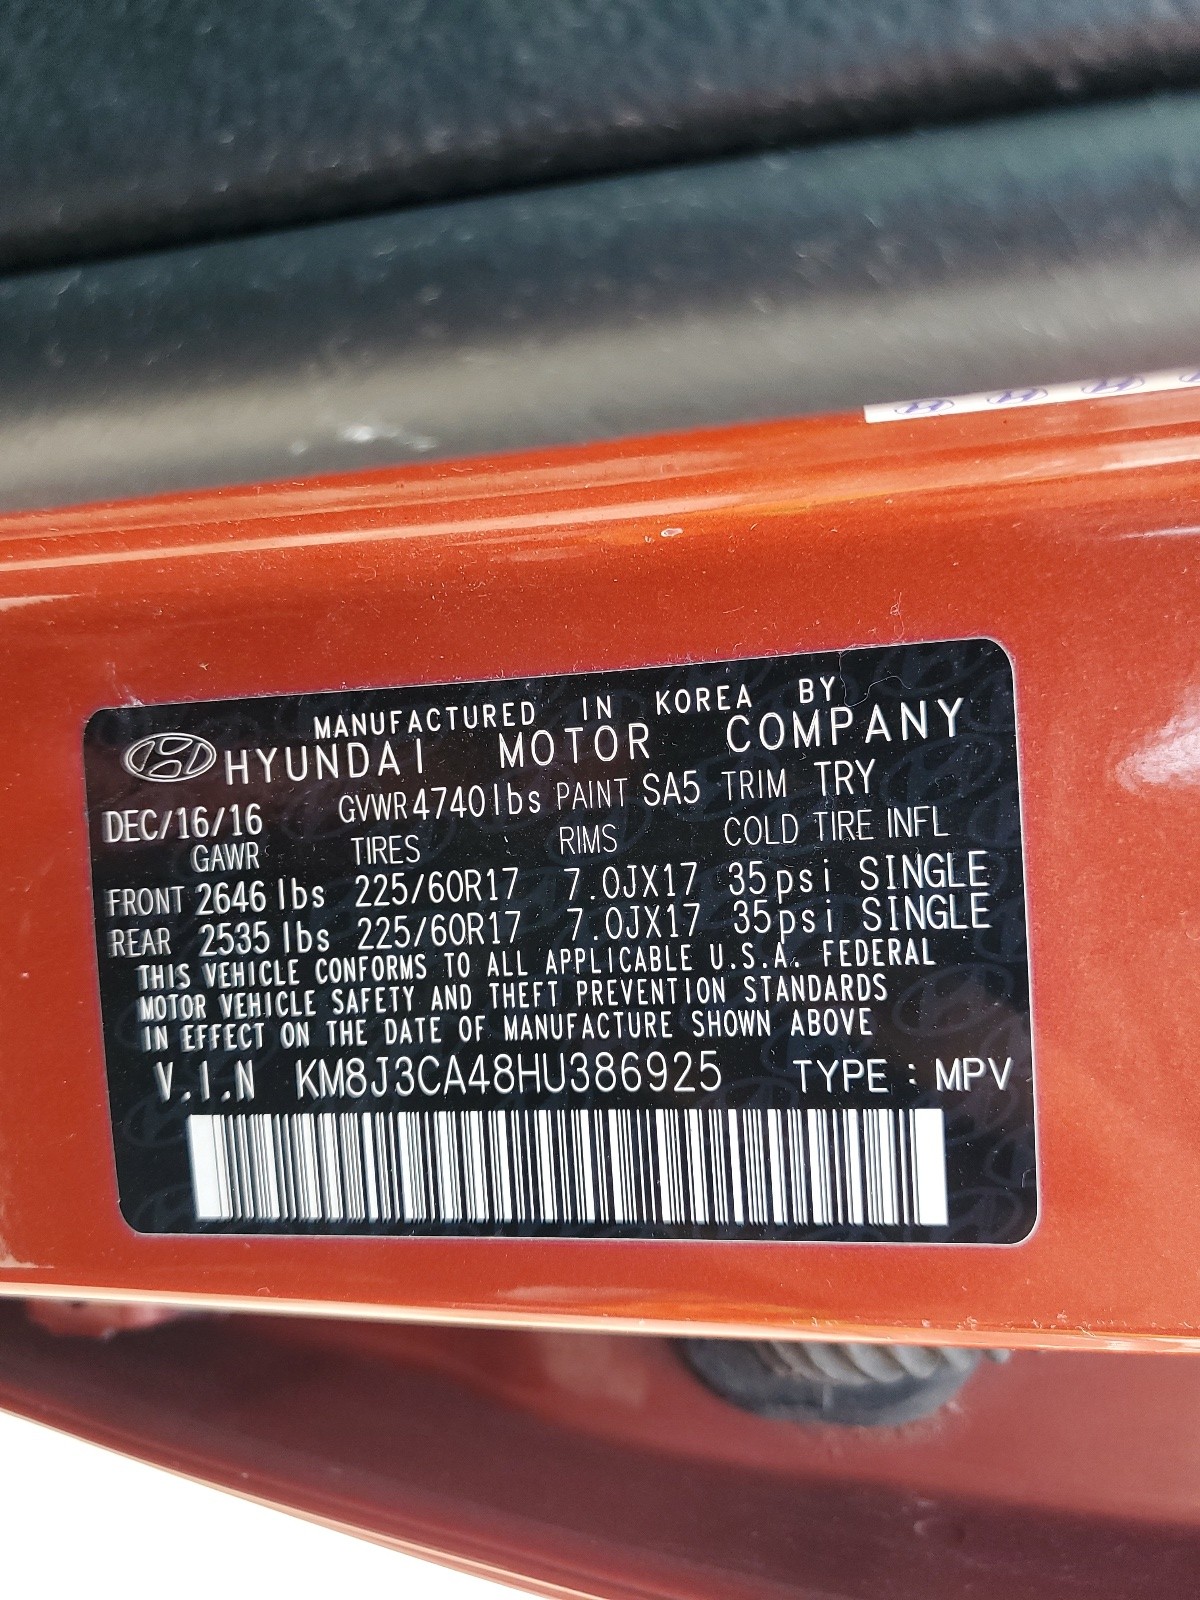 MANUFACTURED IN KOREA BY
HYUNDAI MOTOR COMPANY
DEC/16/16 GVWR 4740lbs PAINT SA5 TRIM TRY
GAWR TIRES RIMS COLD TIRE INFL
FRONT 2646 lbs 225/60R17 7.0JX17 35psi SINGLE
REAR 2535 lbs 225/60R17 7.0JX17 35psi SINGLE
THIS VEHICLE CONFORMS TO ALL APPLICABLE U.S.A. FEDERAL
MOTOR VEHICLE SAFETY AND THEFT PREVENTION STANDARDS
IN EFFECT ON THE DATE OF MANUFACTURE SHOWN ABOVE
V.I.N KM8J3CA48HU386925 TYPE : MPV